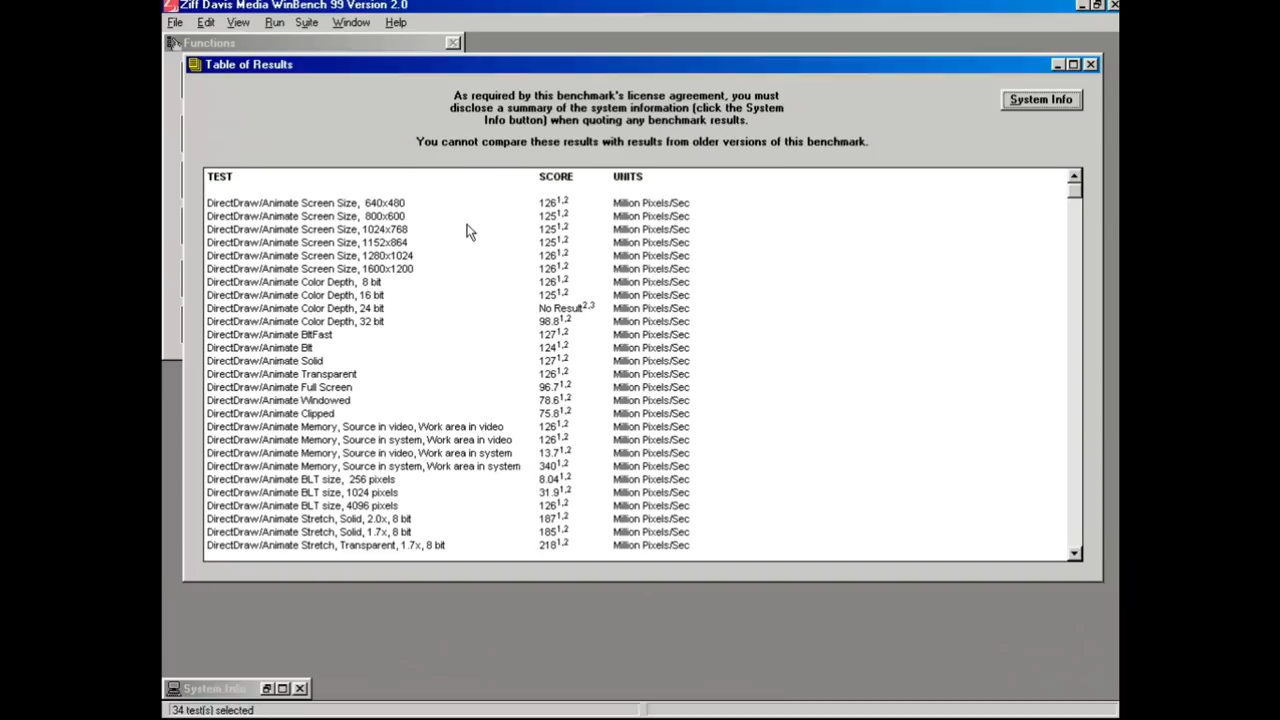 Ziff Davis Media WinBench 99 Version 2.0
File Edit View Run Suite Window Help
Functions
Table of Results
As required by this benchmark's license agreement, you must
disclose a summary of the system information (click the System
Info button) when quoting any benchmark results.
System Info
You cannot compare these results with results from older versions of this benchmark.
TEST SCORE UNITS
DirectDraw/Animate Screen Size, 640x480 126 1,2 Million Pixels/Sec
DirectDraw/Animate Screen Size, 800x600 125 1,2 Million Pixels/Sec
DirectDraw/Animate Screen Size, 1024x768 125 1,2 Million Pixels/Sec
DirectDraw/Animate Screen Size, 1152x864 125 1,2 Million Pixels/Sec
DirectDraw/Animate Screen Size, 1280x1024 126 1,2 Million Pixels/Sec
DirectDraw/Animate Screen Size, 1600x1200 126 1,2 Million Pixels/Sec
DirectDraw/Animate Color Depth, 8 bit 126 1,2 Million Pixels/Sec
DirectDraw/Animate Color Depth, 16 bit 125 1,2 Million Pixels/Sec
DirectDraw/Animate Color Depth, 24 bit No Result 2,3 Million Pixels/Sec
DirectDraw/Animate Color Depth, 32 bit 98.8 1,2 Million Pixels/Sec
DirectDraw/Animate BltFast 127 1,2 Million Pixels/Sec
DirectDraw/Animate Blt 124 1,2 Million Pixels/Sec
DirectDraw/Animate Solid 127 1,2 Million Pixels/Sec
DirectDraw/Animate Transparent 126 1,2 Million Pixels/Sec
DirectDraw/Animate Full Screen 96.7 1,2 Million Pixels/Sec
DirectDraw/Animate Windowed 78.6 1,2 Million Pixels/Sec
DirectDraw/Animate Clipped 75.8 1,2 Million Pixels/Sec
DirectDraw/Animate Memory, Source in video, Work area in video 126 1,2 Million Pixels/Sec
DirectDraw/Animate Memory, Source in system, Work area in video 126 1,2 Million Pixels/Sec
DirectDraw/Animate Memory, Source in video, Work area in system 13.7 1,2 Million Pixels/Sec
DirectDraw/Animate Memory, Source in system, Work area in system 340 1,2 Million Pixels/Sec
DirectDraw/Animate BLT size, 256 pixels 8.04 1,2 Million Pixels/Sec
DirectDraw/Animate BLT size, 1024 pixels 31.9 1,2 Million Pixels/Sec
DirectDraw/Animate BLT size, 4096 pixels 126 1,2 Million Pixels/Sec
DirectDraw/Animate Stretch, Solid, 2.0x, 8 bit 187 1,2 Million Pixels/Sec
DirectDraw/Animate Stretch, Solid, 1.7x, 8 bit 185 1,2 Million Pixels/Sec
DirectDraw/Animate Stretch, Transparent, 1.7x, 8 bit 218 1,2 Million Pixels/Sec
System Info
34 test(s) selected